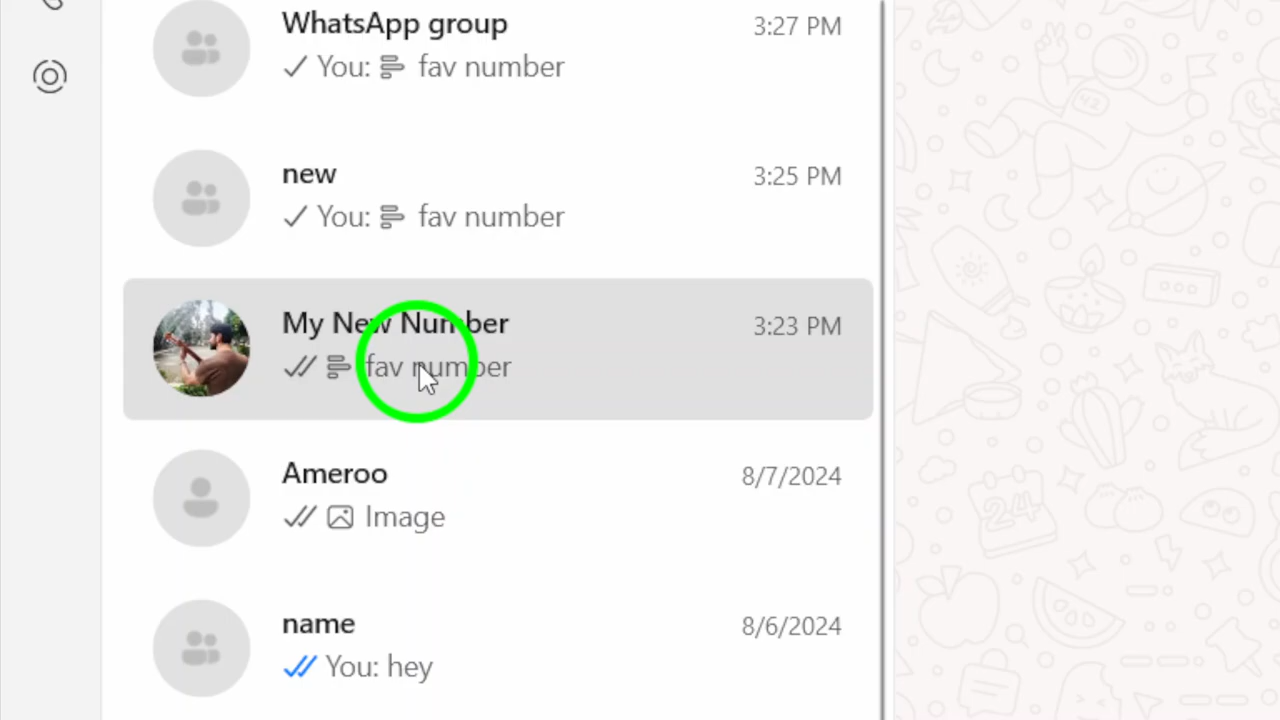 WhatsApp group
3:27 PM
You: fav number
new
3:25 PM
You: fav number
My New Number
3:23 PM
fav number
Ameroo
8/7/2024
Image
name
8/6/2024
You: hey
24